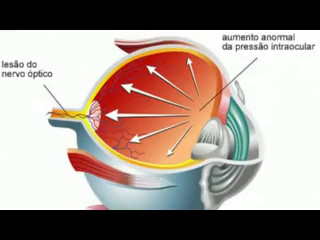 aumento anormal
da pressão intraocular
lesão do
nervo óptico